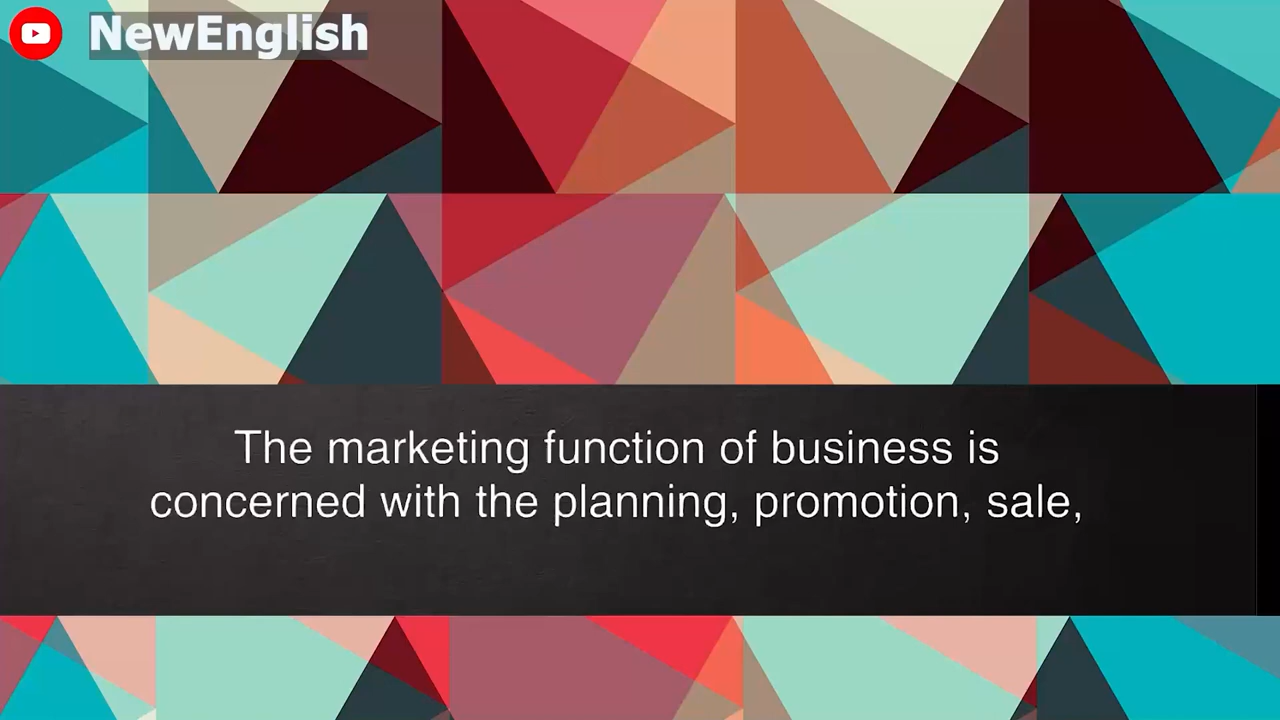 NewEnglish
The marketing function of business is
concerned with the planning, promotion, sale,